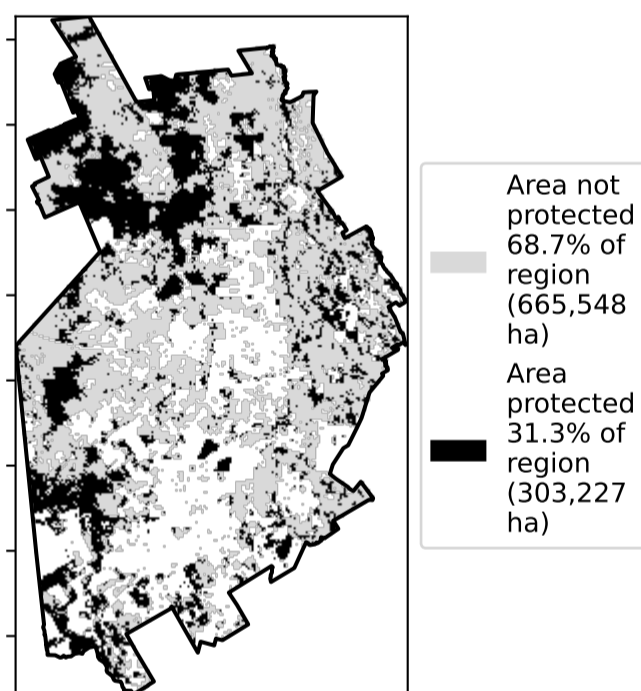 Area not
protected
68.7% of
region
(665,548
ha)
Area
protected
31.3% of
region
(303,227
ha)